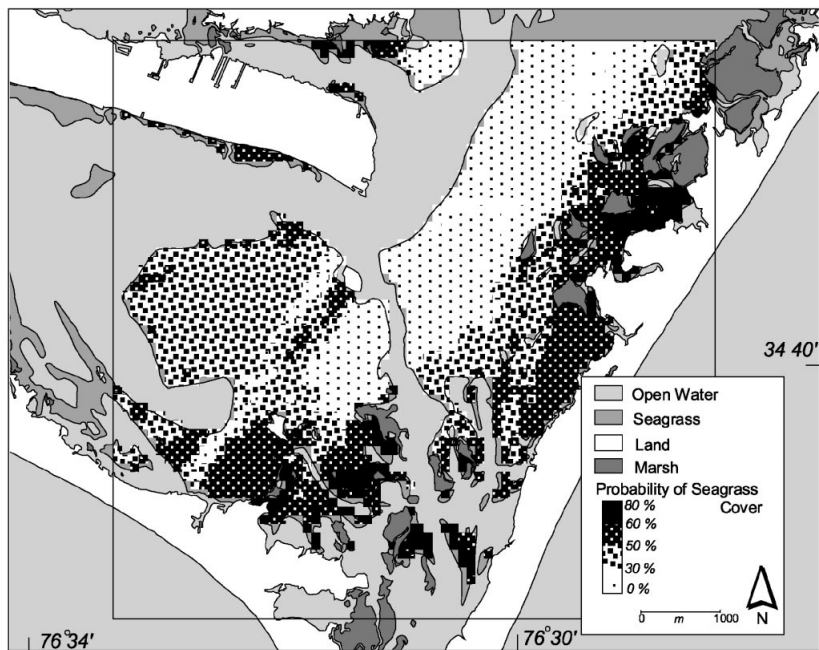 34 40'
Open Water
Seagrass
Land
Marsh
Probability of Seagrass
Cover
80 %
60 %
50 %
30 %
0 %
0 m 1000
N
76°34'
76°30'